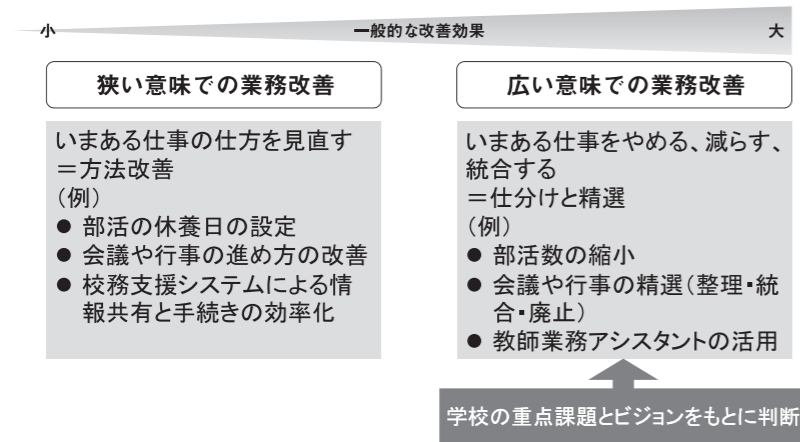 小 一般的な改善効果 大
狭い意味での業務改善
いまある仕事の仕方を見直す
＝方法改善
（例）
● 部活の休養日の設定
● 会議や行事の進め方の改善
● 校務支援システムによる情
報共有と手続きの効率化
広い意味での業務改善
いまある仕事をやめる、減らす、
統合する
＝仕分けと精選
（例）
● 部活数の縮小
● 会議や行事の精選（整理・統
合・廃止）
● 教師業務アシスタントの活用
学校の重点課題とビジョンをもとに判断